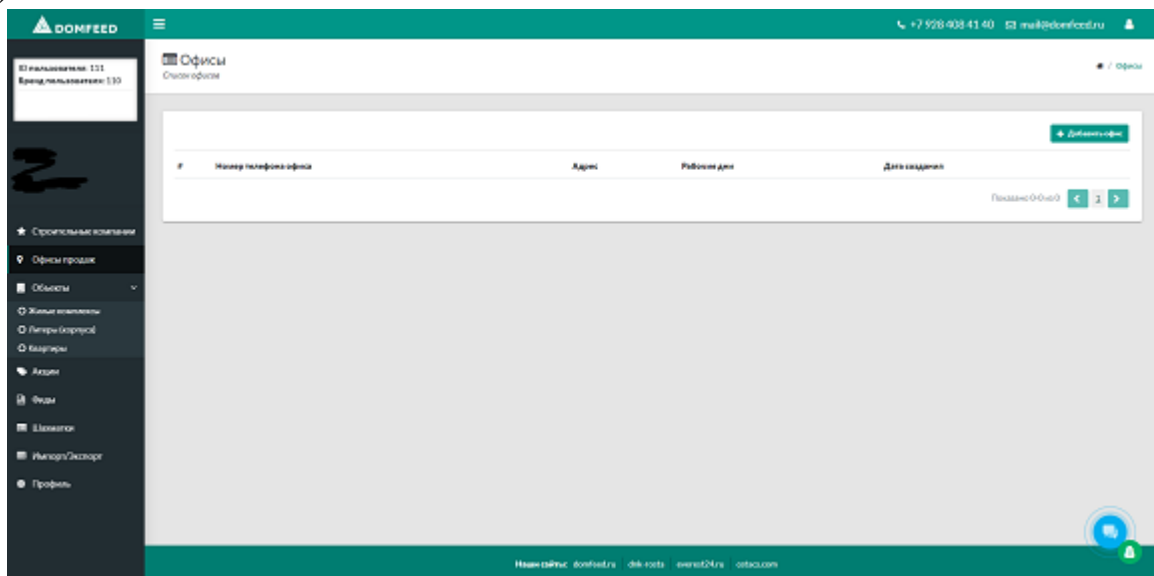 DOMFEED
+7 928 408 41 40 mail@domfeed.ru
ID пользователя: 111
Бренд пользователя: 110
Офисы
Список офисов
/ Офисы
Добавить офис
# Номер телефона офиса Адрес Рабочие дни Дата создания
Показано 0-0 из 0 < 1 >
Строительные компании
Офисы продаж
Объекты
Жилые комплексы
Литеры (корпуса)
Квартиры
Акции
Фиды
Шахматки
Импорт/Экспорт
Профиль
Наши сайты: domfeed.ru dnk-rosta everest24.ru